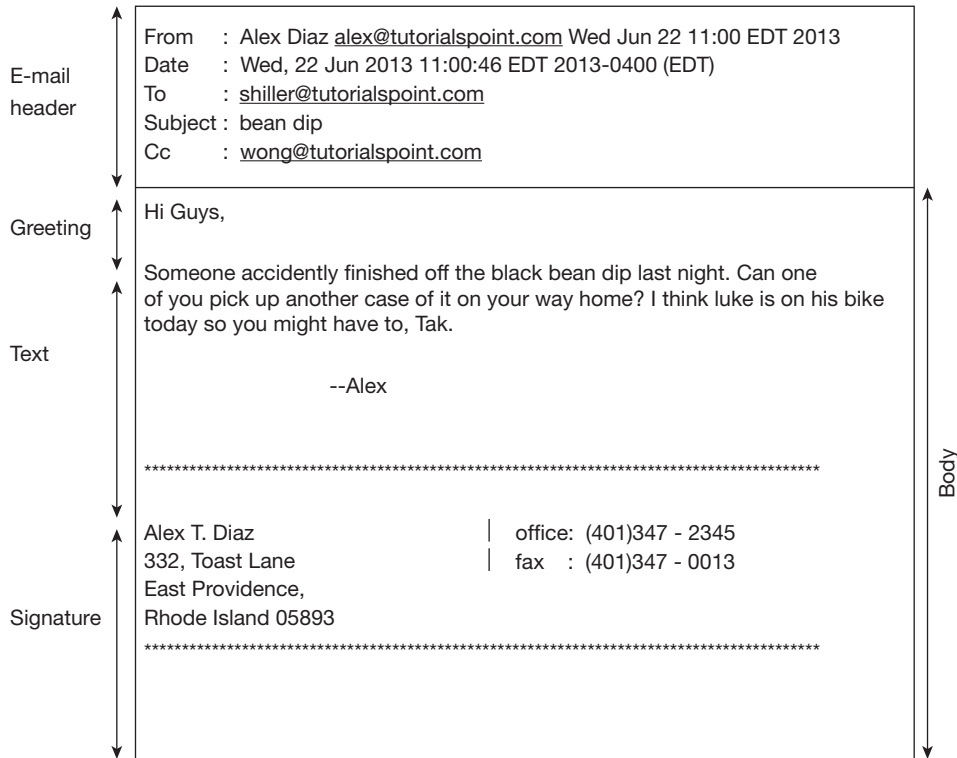 E-mail
header
From : Alex Diaz alex@tutorialspoint.com Wed Jun 22 11:00 EDT 2013
Date : Wed, 22 Jun 2013 11:00:46 EDT 2013-0400 (EDT)
To : shiller@tutorialspoint.com
Subject : bean dip
Cc : wong@tutorialspoint.com
Greeting
Hi Guys,
Text
Someone accidently finished off the black bean dip last night. Can one
of you pick up another case of it on your way home? I think luke is on his bike
today so you might have to, Tak.
--Alex
******************************************************************************************
Signature
Alex T. Diaz | office: (401)347 - 2345
332, Toast Lane | fax : (401)347 - 0013
East Providence,
Rhode Island 05893
******************************************************************************************
Body